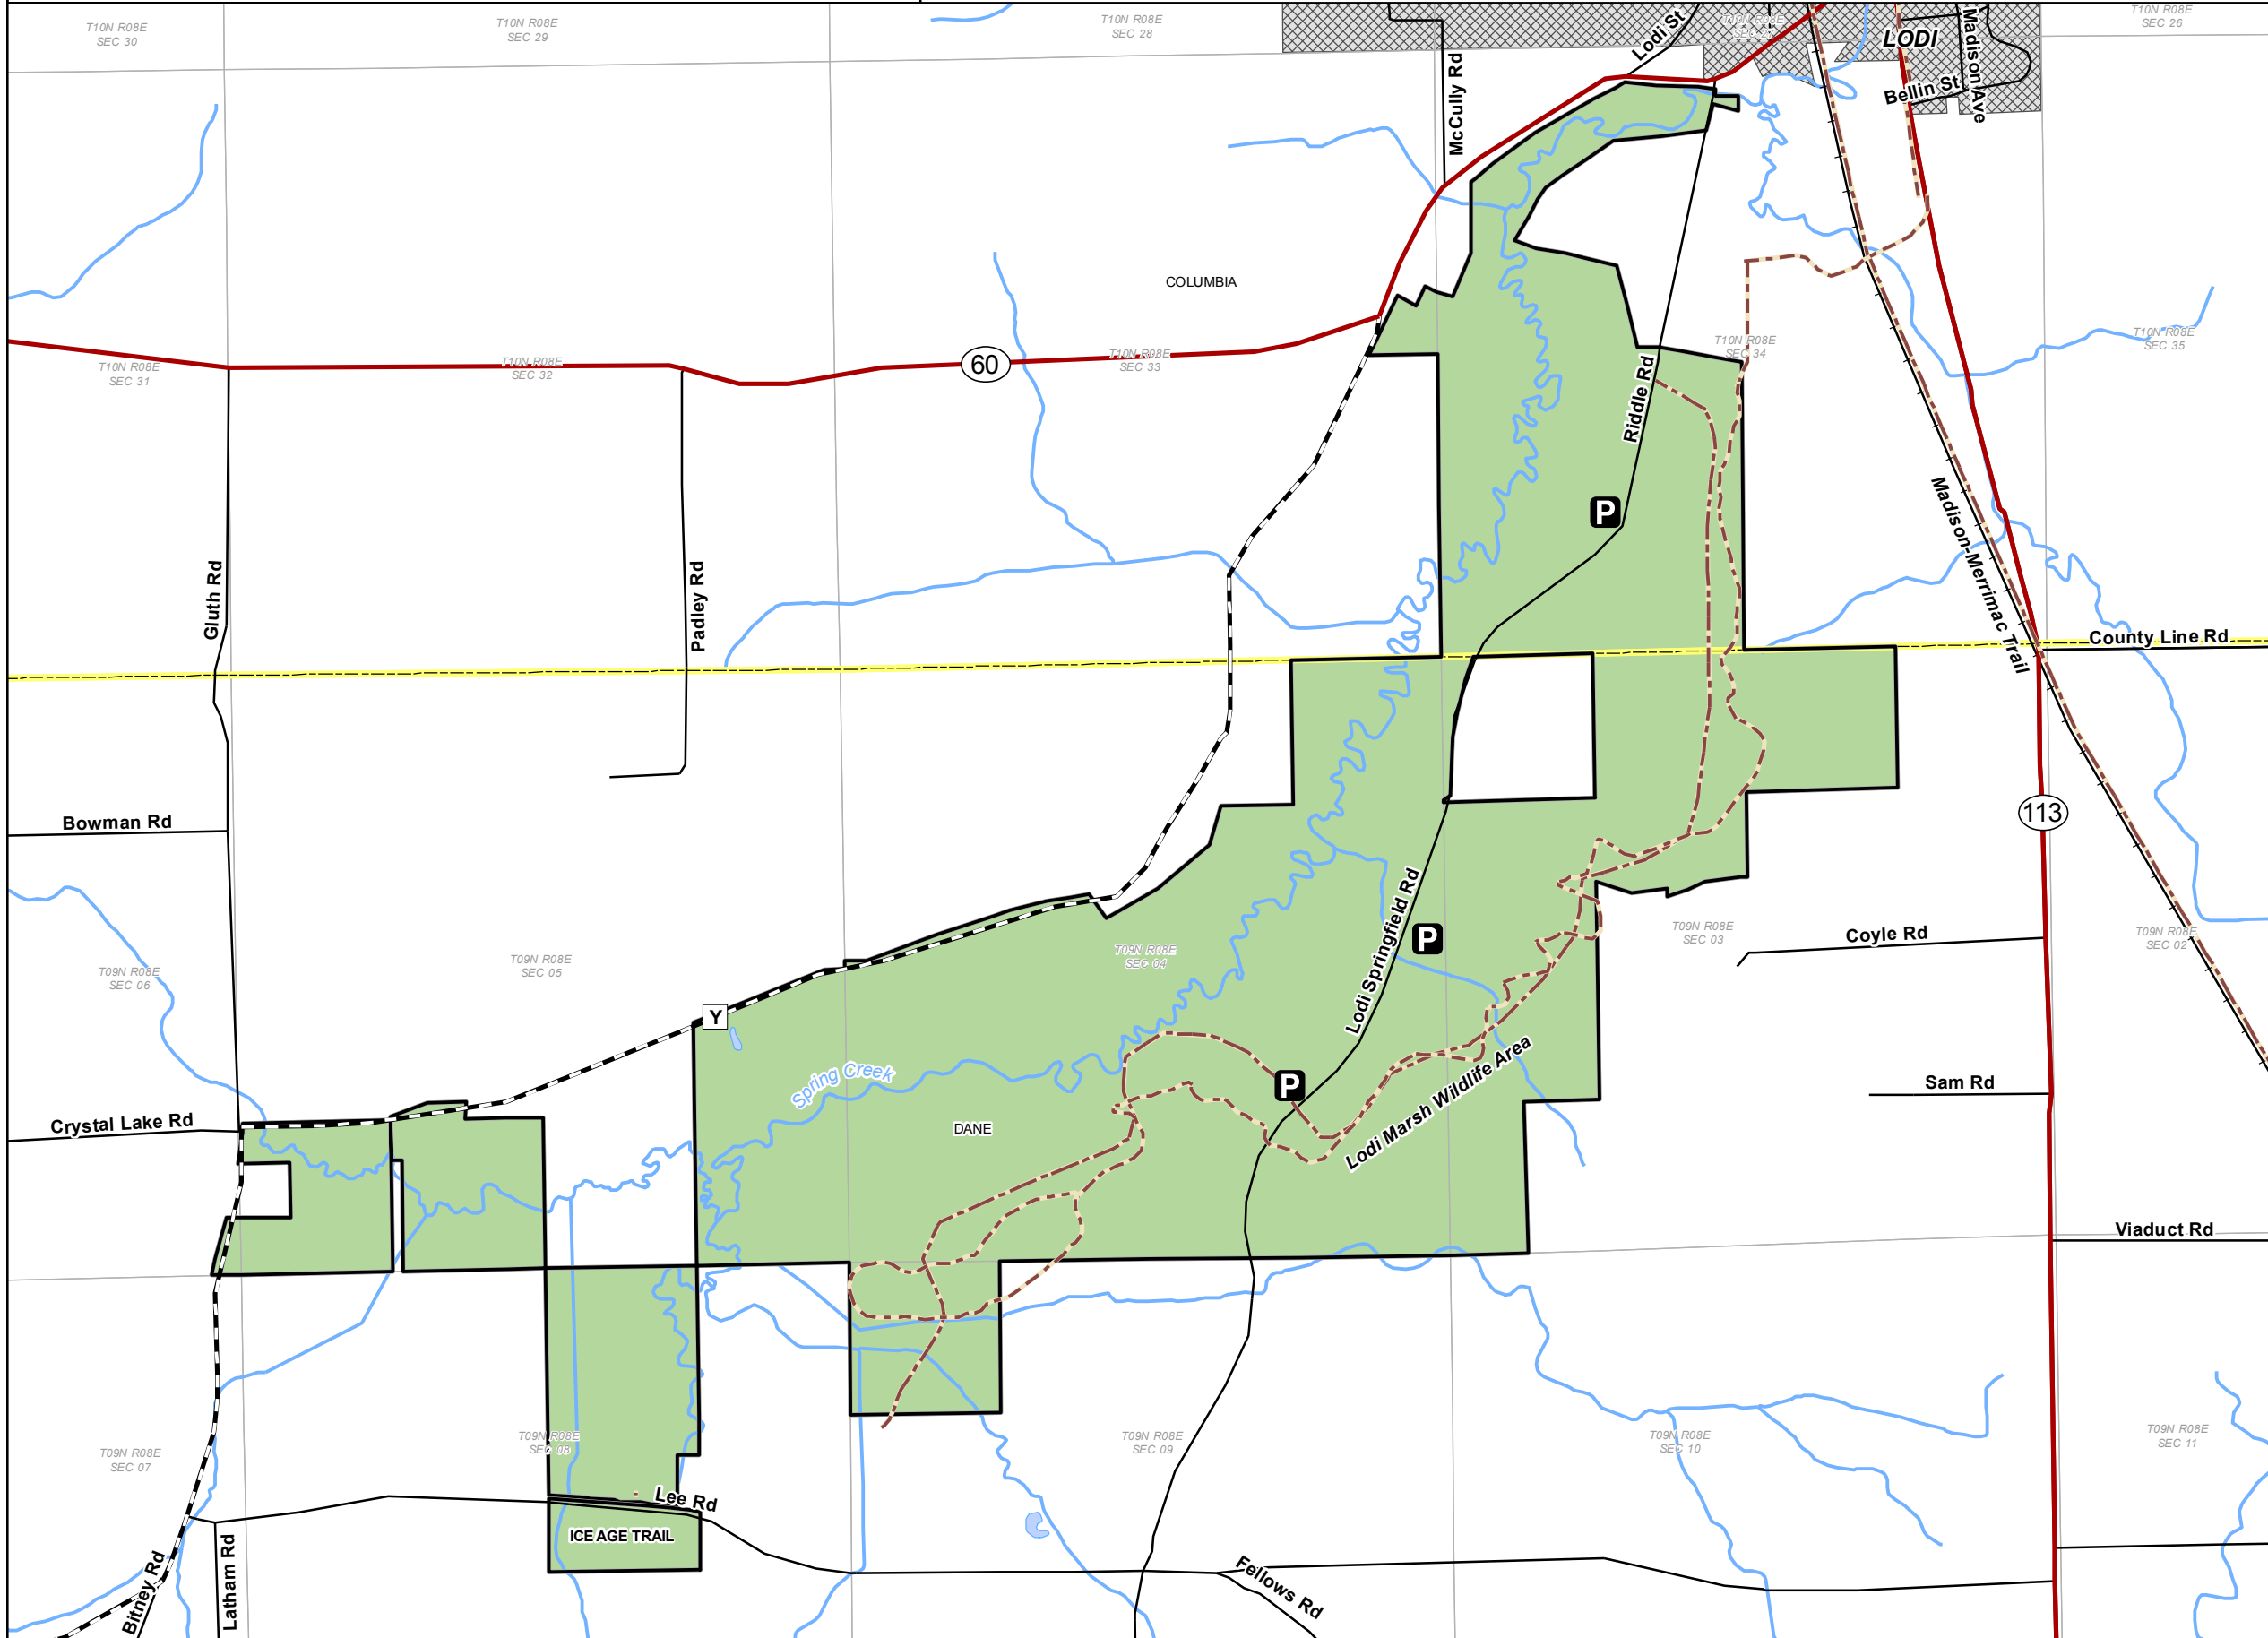 T10N R08E
SEC 30
T10N R08E
SEC 29
T10N R08E
SEC 28
Lodi St
T10N R08E
LODI
Madison Ave
T10N R08E
SEC 26
McCully Rd
Bellin St
COLUMBIA
T10N R08E
SEC 31
T10N R08E
SEC 32
60
T10N R08E
SEC 33
Riddle Rd
T10N R08E
SEC 34
T10N R08E
SEC 35
P
Gluth Rd
Padley Rd
Madison-Merrimac Trail
County Line Rd
Bowman Rd
113
Lodi Springfield Rd
P
T09N R08E
SEC 03
Coyle Rd
T09N R08E
SEC 02
T09N R08E
SEC 06
T09N R08E
SEC 05
T09N R08E
SEC 04
Y
Spring Creek
P
Lodi Marsh Wildlife Area
Sam Rd
Crystal Lake Rd
DANE
Viaduct Rd
T09N R08E
SEC 07
T09N R08E
SEC 08
T09N R08E
SEC 09
T09N R08E
SEC 10
T09N R08E
SEC 11
Lee Rd
ICE AGE TRAIL
Bitney Rd
Latham Rd
Fellows Rd